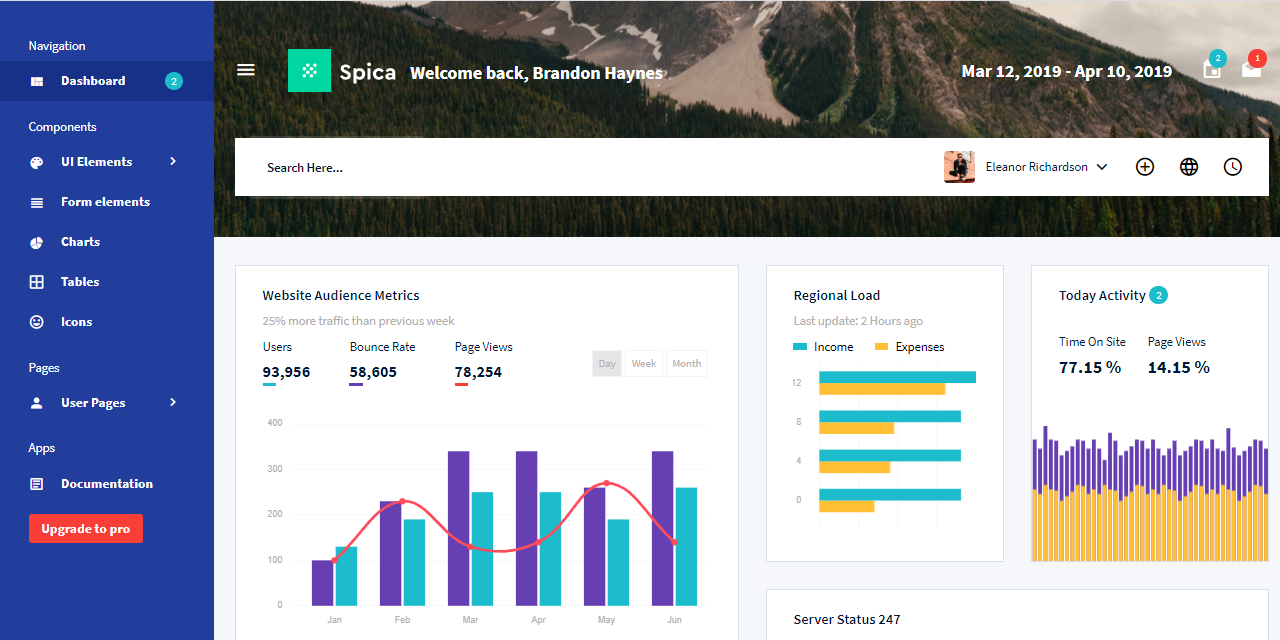 Navigation
Dashboard 2
Components
UI Elements
Form elements
Charts
Tables
Icons
Pages
User Pages
Apps
Documentation
Upgrade to pro
Spica Welcome back, Brandon Haynes
Mar 12, 2019 - Apr 10, 2019
2
1
Search Here...
Eleanor Richardson
Website Audience Metrics
25% more traffic than previous week
Users Bounce Rate Page Views
93,956 58,605 78,254
Day Week Month
400
300
200
100
0
Jan Feb Mar Apr May Jun
Regional Load
Last update: 2 Hours ago
Income Expenses
12
8
4
0
Today Activity 2
Time On Site Page Views
77.15 % 14.15 %
Server Status 247